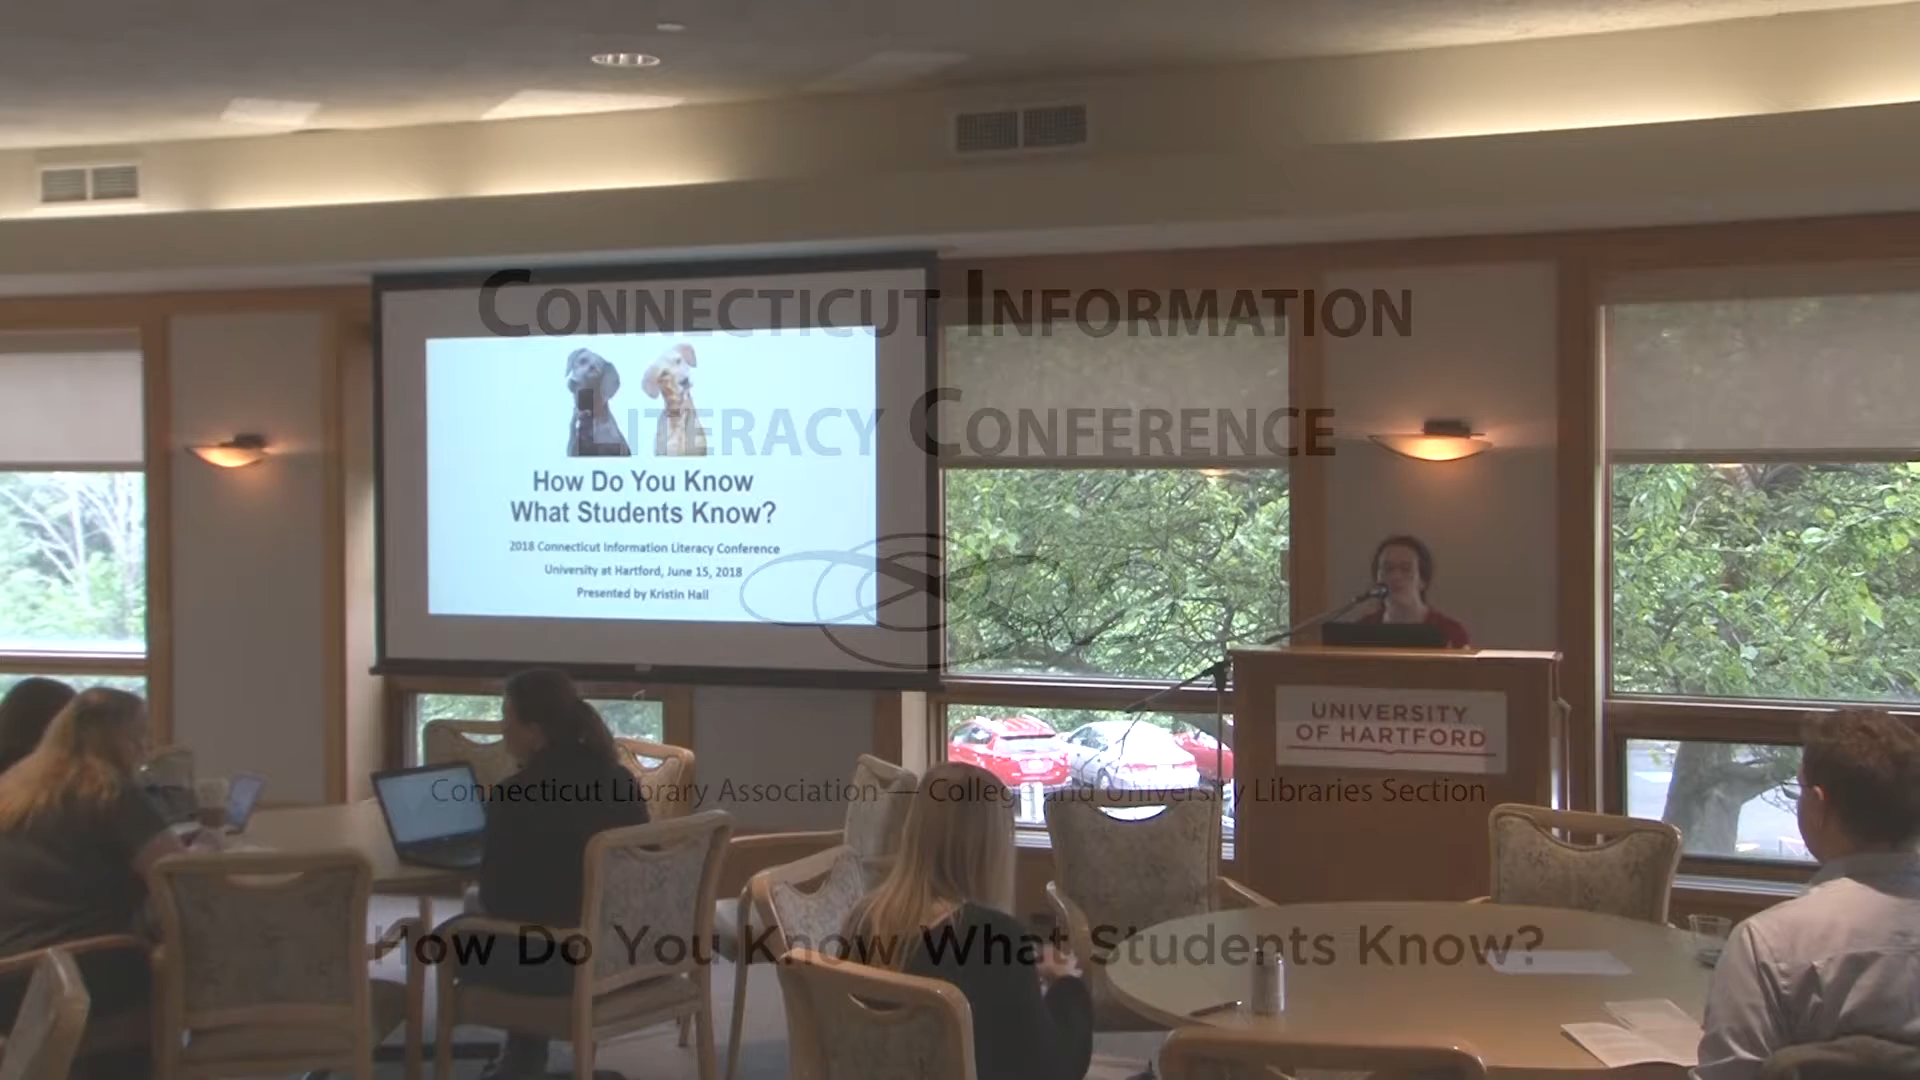 CONNECTICUT INFORMATION
LITERACY CONFERENCE
How Do You Know
What Students Know?
2018 Connecticut Information Literacy Conference
University at Hartford, June 15, 2018
Presented by Kristin Hall
UNIVERSITY
OF HARTFORD
Connecticut Library Association — College and University Libraries Section
How Do You Know What Students Know?